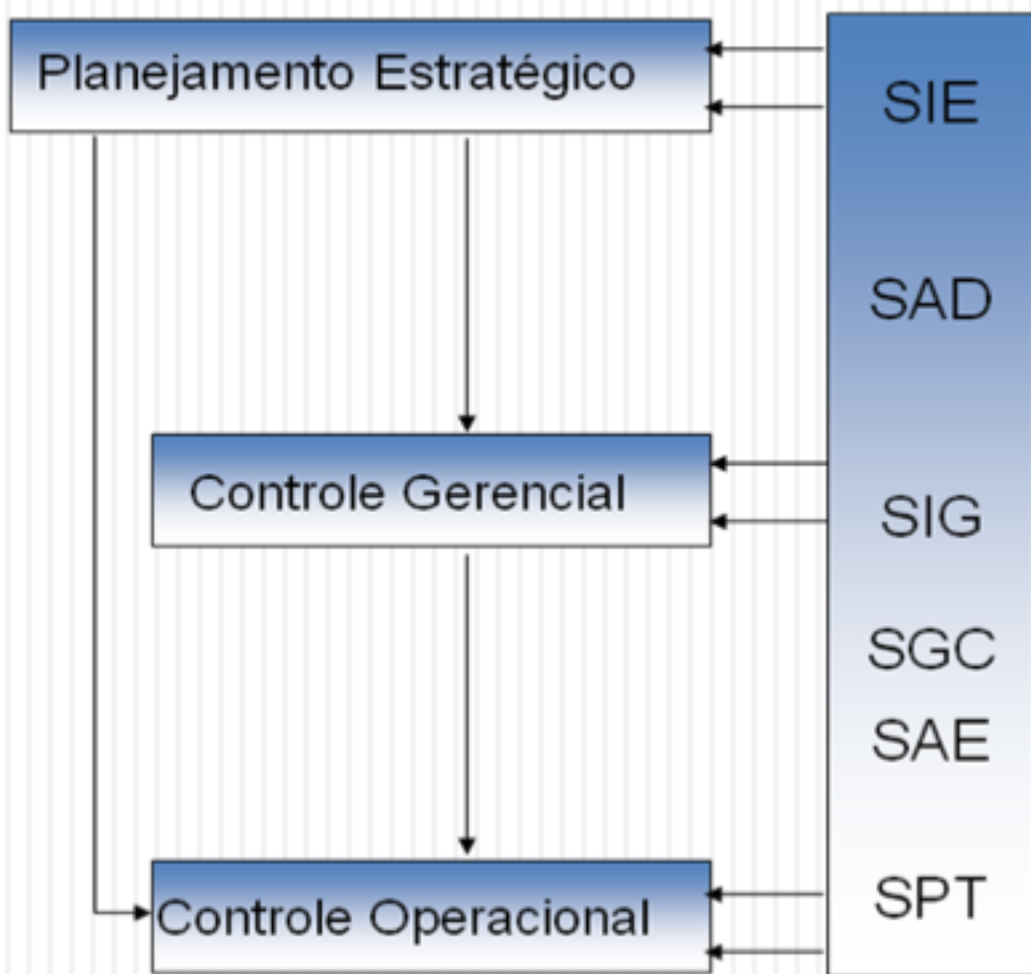 Planejamento Estratégico
SIE
SAD
Controle Gerencial
SIG
SGC
SAE
Controle Operacional
SPT